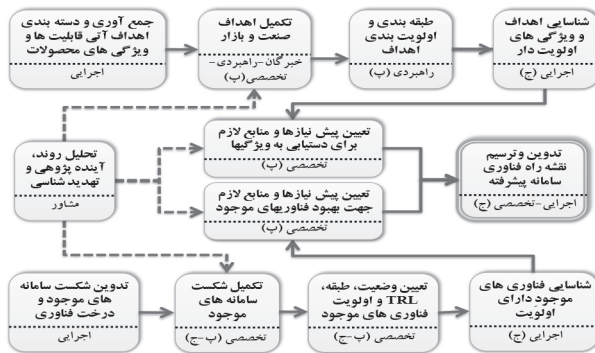 جمع آوری و دسته بندی
اهداف آتی قابلیت ها و
ویژگی های محصولات
اجرایی
تکمیل اهداف
صنعت و بازار
خبرگان-راهبردی-
تخصصی(پ)
طبقه بندی و
اولویت بندی
اهداف
راهبردی (پ)
شناسایی اهداف
و ویژگی های
اولویت دار
اجرایی (ج)
تحلیل روند،
آینده پژوهی و
تهدید شناسی
مشاور
تعیین پیش نیازها و منابع لازم
برای دستیابی به ویژگیها
تخصصی (پ)
تعیین پیش نیازها و منابع لازم
جهت بهبود فناوریهای موجود
تخصصی (پ)
تدوین وترسیم
نقشه راه فناوری
سامانه پیشرفته
اجرایی-تخصصی (ج)
تدوین شکست سامانه
های موجود و
درخت فناوری
اجرایی
تکمیل شکست
سامانه های
موجود
تخصصی (پ-ج)
تعیین وضعیت، طبقه،
TRL و اولویت
فناوری های موجود
تخصصی (پ-ج)
شناسایی فناوری های
موجود دارای
اولویت
اجرایی (ج)